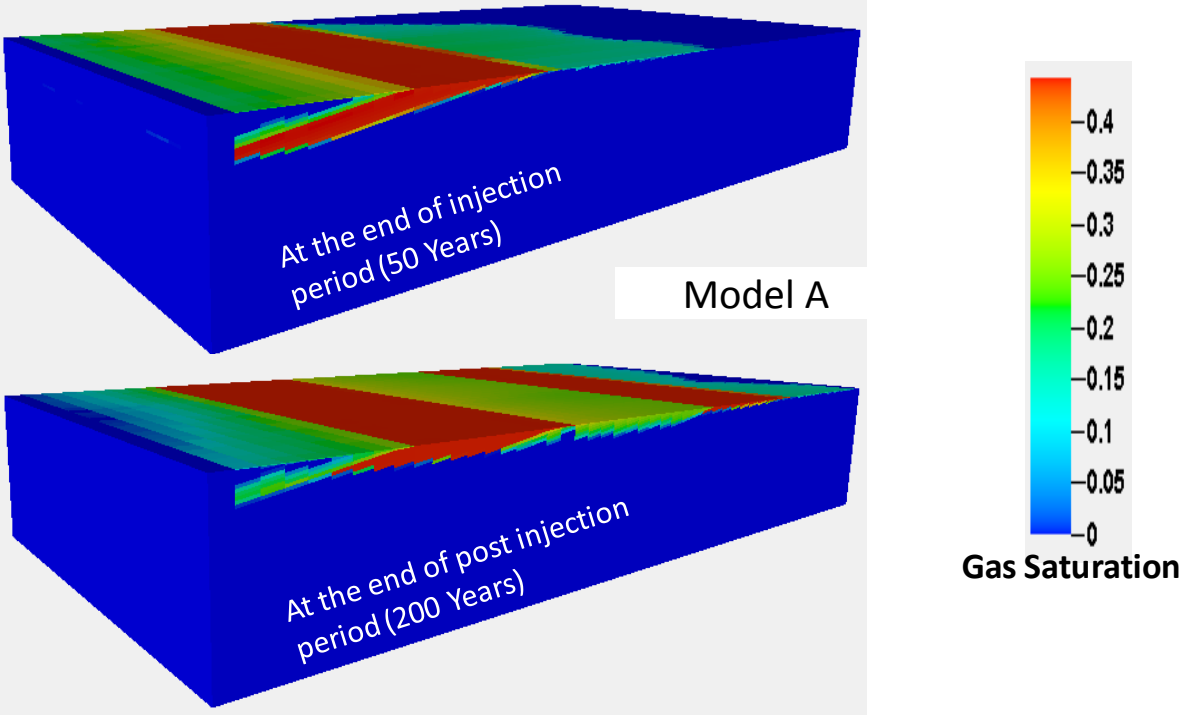 At the end of injection
period (50 Years)
Model A
At the end of post injection
period (200 Years)
0.4
0.35
0.3
0.25
0.2
0.15
0.1
0.05
0
Gas Saturation